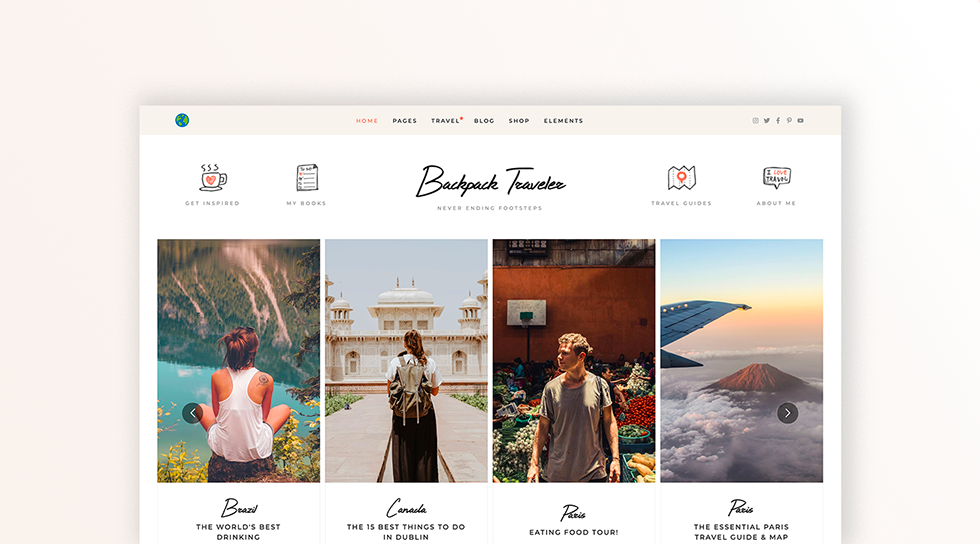 HOME PAGES TRAVEL BLOG SHOP ELEMENTS
Backpack Traveler
NEVER ENDING FOOTSTEPS
GET INSPIRED
MY BOOKS
I LOVE
TRAVEL
TRAVEL GUIDES
ABOUT ME
Brazil
THE WORLD'S BEST
DRINKING
Canada
THE 15 BEST THINGS TO DO
IN DUBLIN
Paris
EATING FOOD TOUR!
Paris
THE ESSENTIAL PARIS
TRAVEL GUIDE & MAP